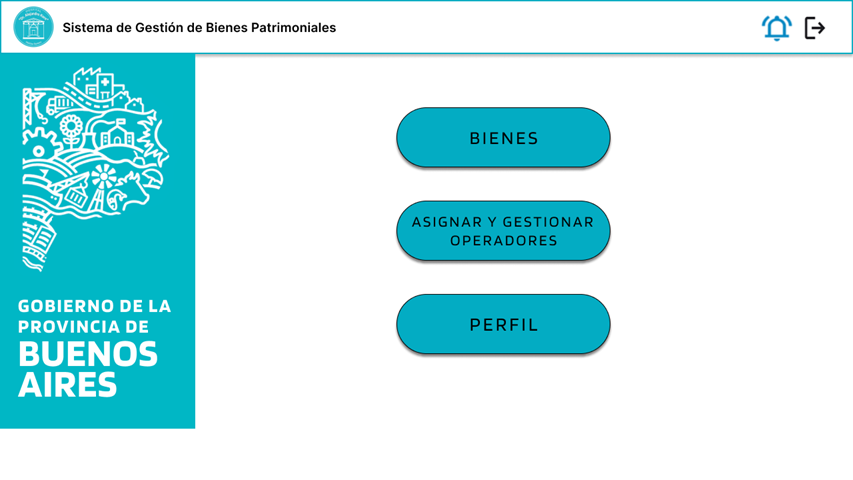 Sistema de Gestión de Bienes Patrimoniales
BIENES
ASIGNAR Y GESTIONAR
OPERADORES
PERFIL
GOBIERNO DE LA
PROVINCIA DE
BUENOS
AIRES